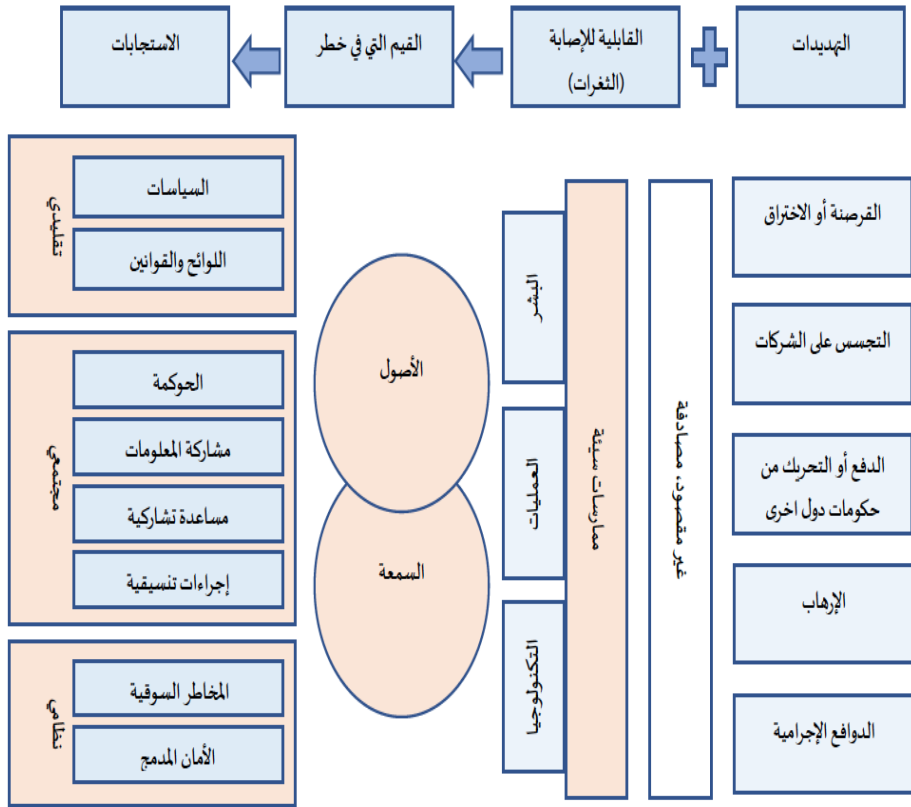 التهديدات
القابلية للإصابة
(الثغرات)
القيم التي في خطر
الاستجابات
القرصنة أو الاختراق
التجسس على الشركات
الدفع أو التحريك من
حكومات دول اخرى
الإرهاب
الدوافع الإجرامية
غير مقصود، مصادفة
ممارسات سيئة
البشر
العمليات
التكنولوجيا
الأصول
السمعة
تقليدي
السياسات
اللوائح والقوانين
مجتمعي
الحوكمة
مشاركة المعلومات
مساعدة تشاركية
إجراءات تنسيقية
نظامي
المخاطر السوقية
الأمان المدمج